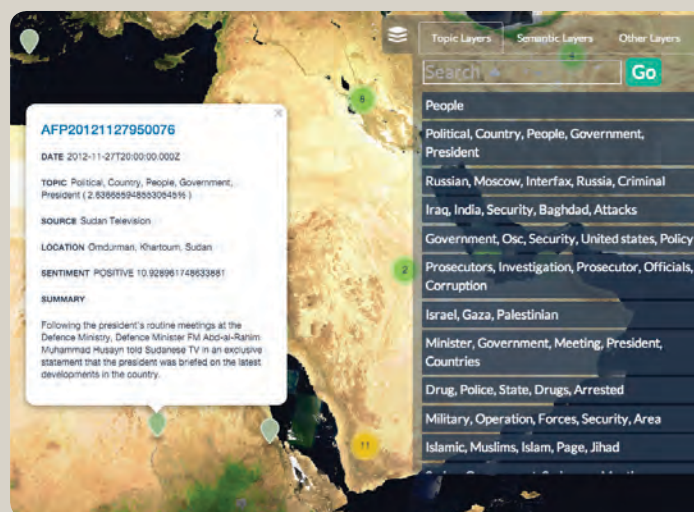 Topic Layers
Semantic Layers
Other Layers
Search
Go
People
Political, Country, People, Government,
President
Russian, Moscow, Interfax, Russia, Criminal
Iraq, India, Security, Baghdad, Attacks
Government, Osc, Security, United states, Policy
Prosecutors, Investigation, Prosecutor, Officials,
Corruption
Israel, Gaza, Palestinian
Minister, Government, Meeting, President,
Countries
Drug, Police, State, Drugs, Arrested
Military, Operation, Forces, Security, Area
Islamic, Muslims, Islam, Page, Jihad
AFP20121127950076
DATE 2012-11-27T20:00:00.000Z
TOPIC Political, Country, People, Government,
President
SOURCE Sudan Television
LOCATION Omdurman, Khartoum, Sudan
SENTIMENT POSITIVE 10.928961748633881
SUMMARY
Following the president's routine meetings at the
Defence Ministry, Defence Minister FM Abd-al-Rahim
Muhammad Husayn told Sudanese TV in an exclusive
statement that the president was briefed on the latest
developments in the country.
2
11